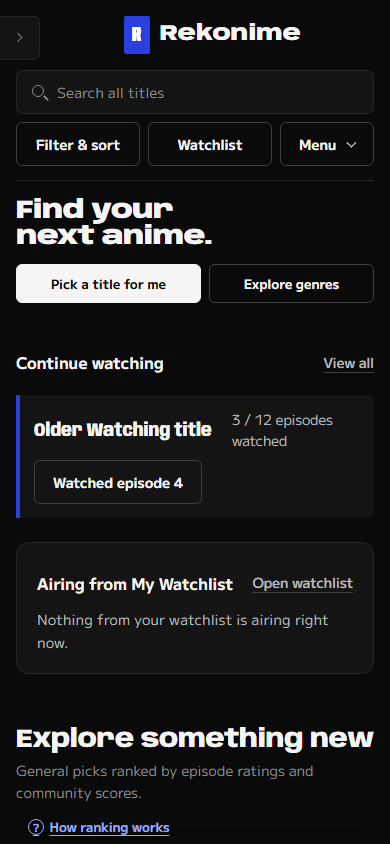 R Rekonime
Search all titles
Filter & sort
Watchlist
Menu
Find your
next anime.
Pick a title for me
Explore genres
Continue watching
View all
Older Watching title
3 / 12 episodes
watched
Watched episode 4
Airing from My Watchlist
Open watchlist
Nothing from your watchlist is airing right
now.
Explore something new
General picks ranked by episode ratings and
community scores.
? How ranking works